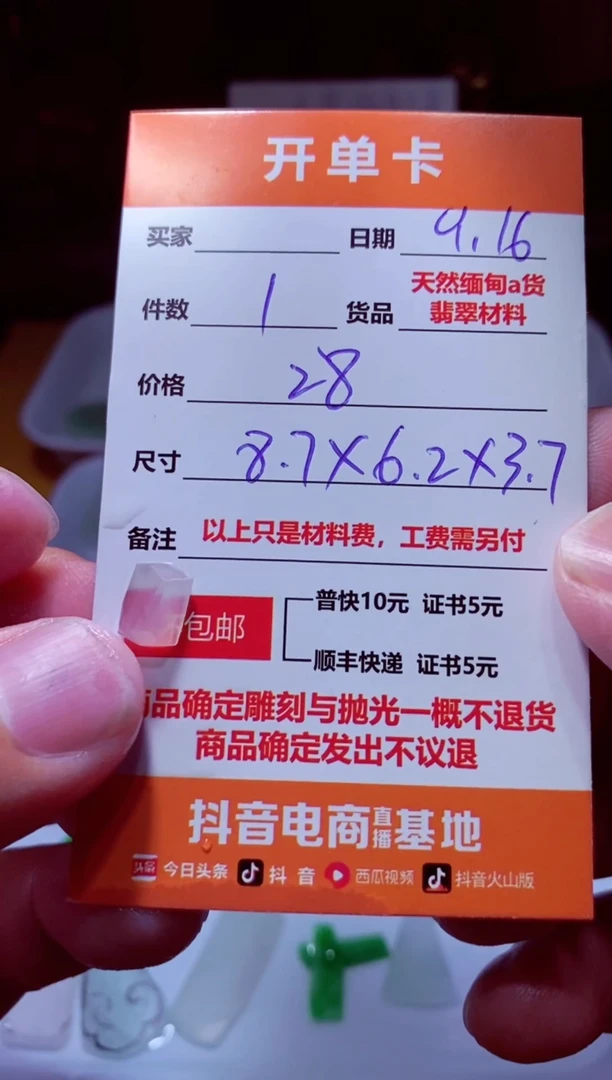 开单卡
买家 日期 9.16
件数 1 货品 天然缅甸a货
翡翠材料
价格 28
尺寸 8.7×6.2×3.7
备注 以上只是材料费，工费需另付
包邮
普快10元 证书5元
顺丰快递 证书5元
品确定雕刻与抛光一概不退货
商品确定发出不议退
抖音电商直播基地
头条 今日头条 抖音 西瓜视频 抖音火山版